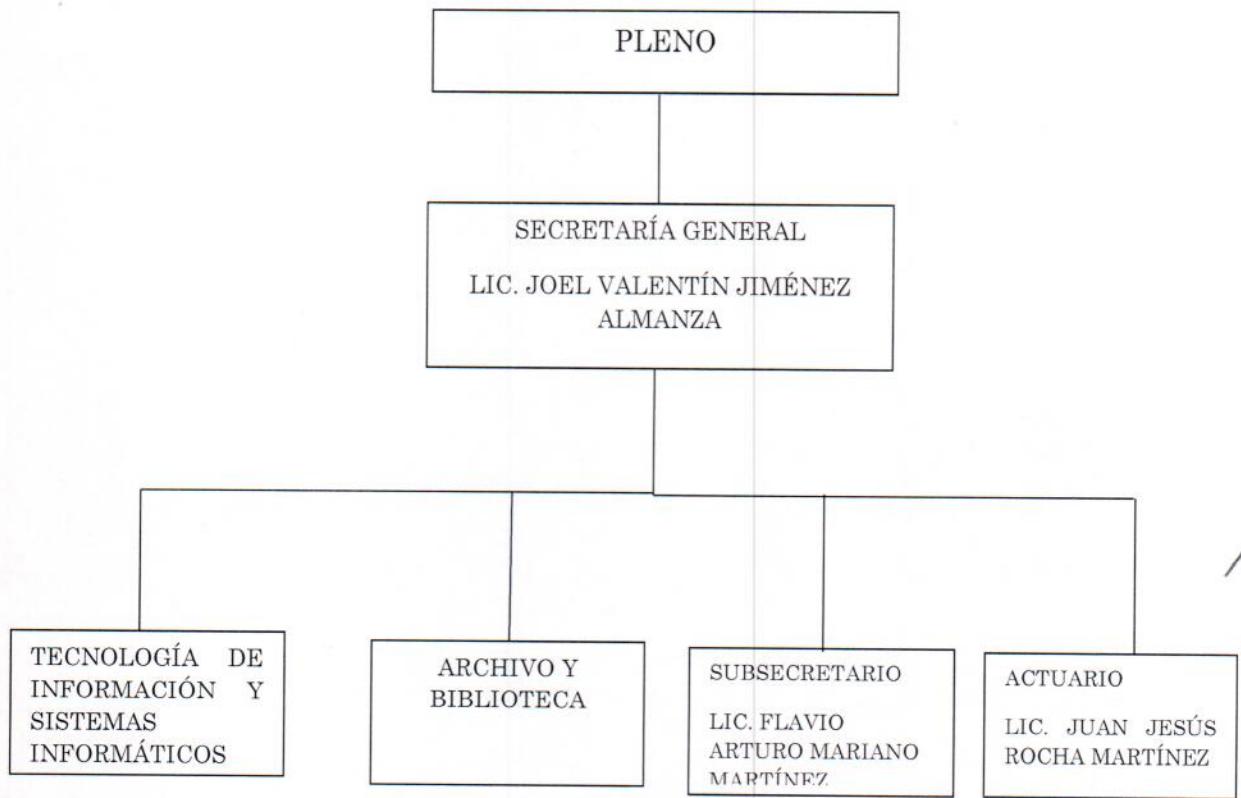 PLENO
SECRETARÍA GENERAL
LIC. JOEL VALENTÍN JIMÉNEZ
ALMANZA
TECNOLOGÍA DE
INFORMACIÓN Y
SISTEMAS
INFORMÁTICOS
ARCHIVO Y
BIBLIOTECA
SUBSECRETARIO
LIC. FLAVIO
ARTURO MARIANO
MARTÍNEZ
ACTUARIO
LIC. JUAN JESÚS
ROCHA MARTÍNEZ